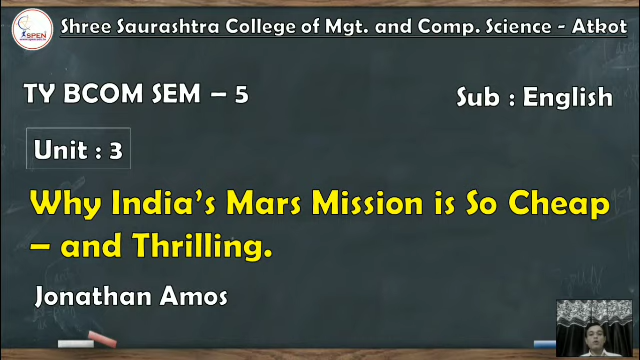 Shree Saurashtra College of Mgt. and Comp. Science - Atkot
SPEN
TY BCOM SEM – 5
Sub : English
Unit : 3
Why India's Mars Mission is So Cheap
– and Thrilling.
Jonathan Amos